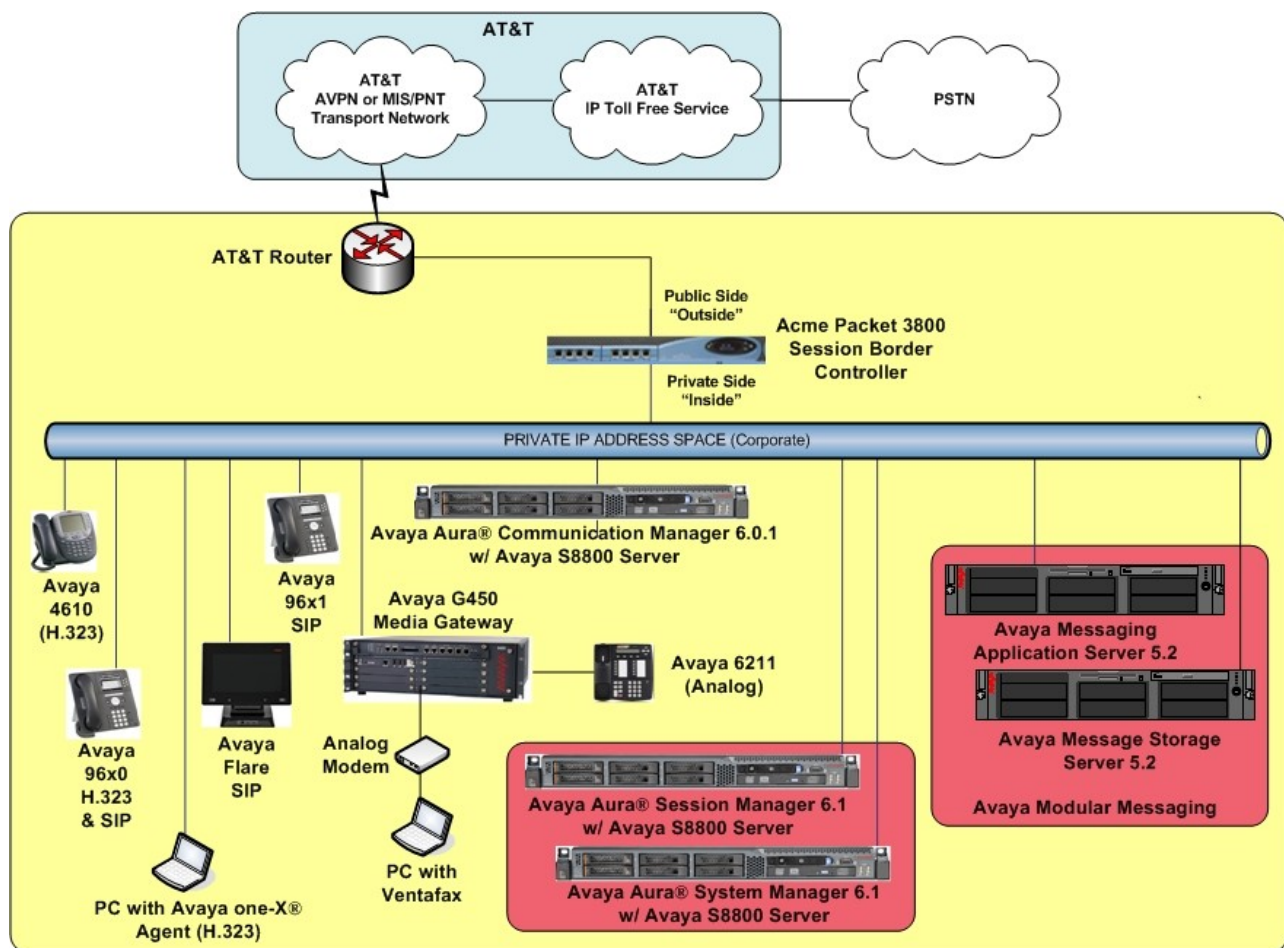 AT&T
AT&T
AVPN or MIS/PNT
Transport Network
AT&T
IP Toll Free Service
PSTN
AT&T Router
Public Side
“Outside”
Acme Packet 3800
Session Border
Controller
Private Side
“Inside”
PRIVATE IP ADDRESS SPACE (Corporate)
Avaya Aura® Communication Manager 6.0.1
w/ Avaya S8800 Server
Avaya
4610
(H.323)
Avaya
96x1
SIP
Avaya G450
Media Gateway
Avaya 6211
(Analog)
Avaya Messaging
Application Server 5.2
Avaya Message Storage
Server 5.2
Avaya Modular Messaging
Avaya
96x0
H.323
& SIP
Avaya
Flare
SIP
Analog
Modem
PC with
Ventafax
Avaya Aura® Session Manager 6.1
w/ Avaya S8800 Server
Avaya Aura® System Manager 6.1
w/ Avaya S8800 Server
PC with Avaya one-X®
Agent (H.323)